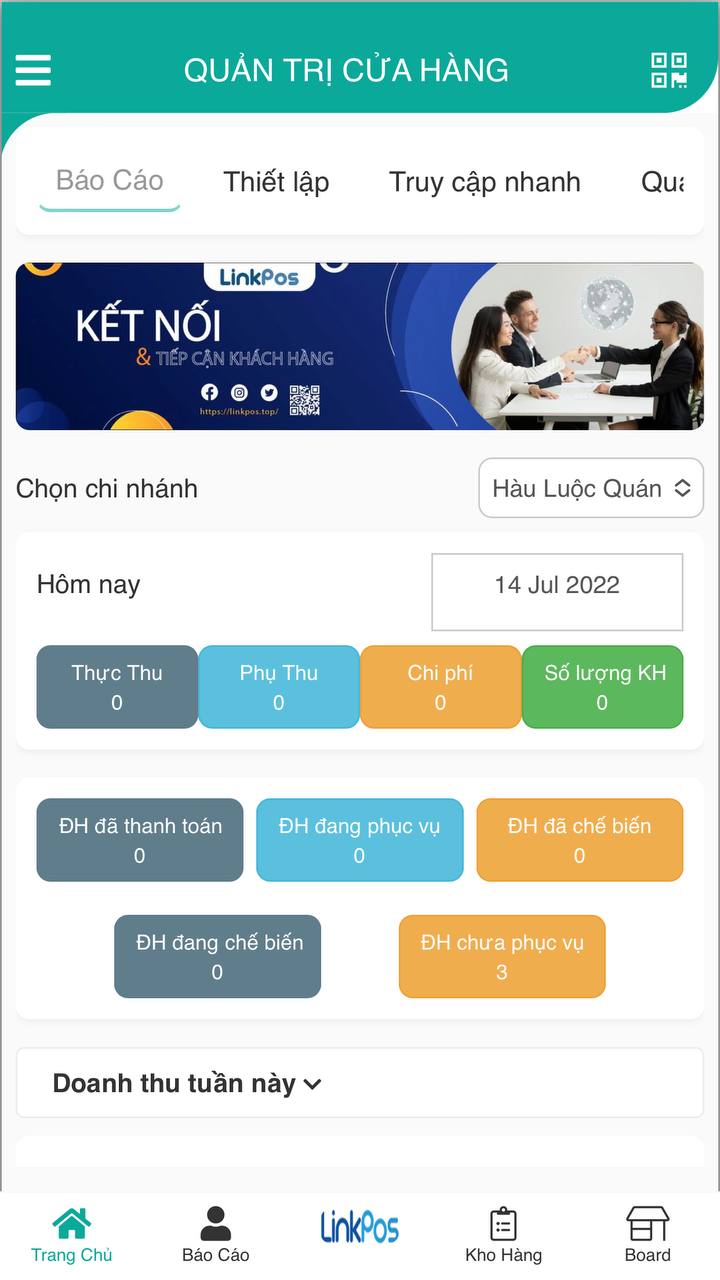 QUẢN TRỊ CỬA HÀNG
Báo Cáo
Thiết lập
Truy cập nhanh
LinkPos
KẾT NỐI
& TIẾP CẬN KHÁCH HÀNG
https://linkpos.top/
Chọn chi nhánh
Hàu Luộc Quán
Hôm nay
14 Jul 2022
Thực Thu
0
Phụ Thu
0
Chi phí
0
Số lượng KH
0
ĐH đã thanh toán
0
ĐH đang phục vụ
0
ĐH đã chế biến
0
ĐH đang chế biến
0
ĐH chưa phục vụ
3
Doanh thu tuần này
Trang Chủ
Báo Cáo
LinkPos
Kho Hàng
Board